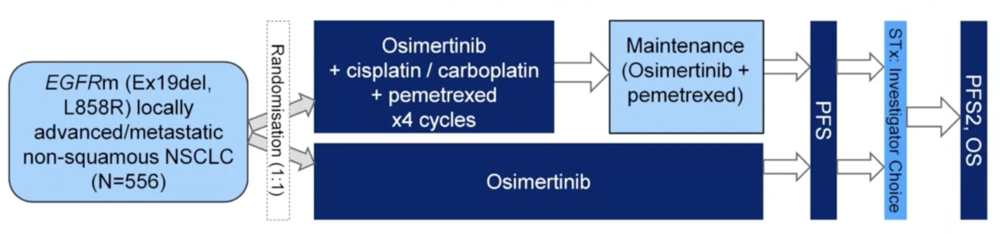 EGFRm (Ex19del,
L858R) locally
advanced/metastatic
non-squamous NSCLC
(N=556)
Randomisation (1:1)
Osimertinib
+ cisplatin / carboplatin
+ pemetrexed
x4 cycles
Maintenance
(Osimertinib +
pemetrexed)
Osimertinib
PFS
STx: Investigator Choice
PFS2, OS